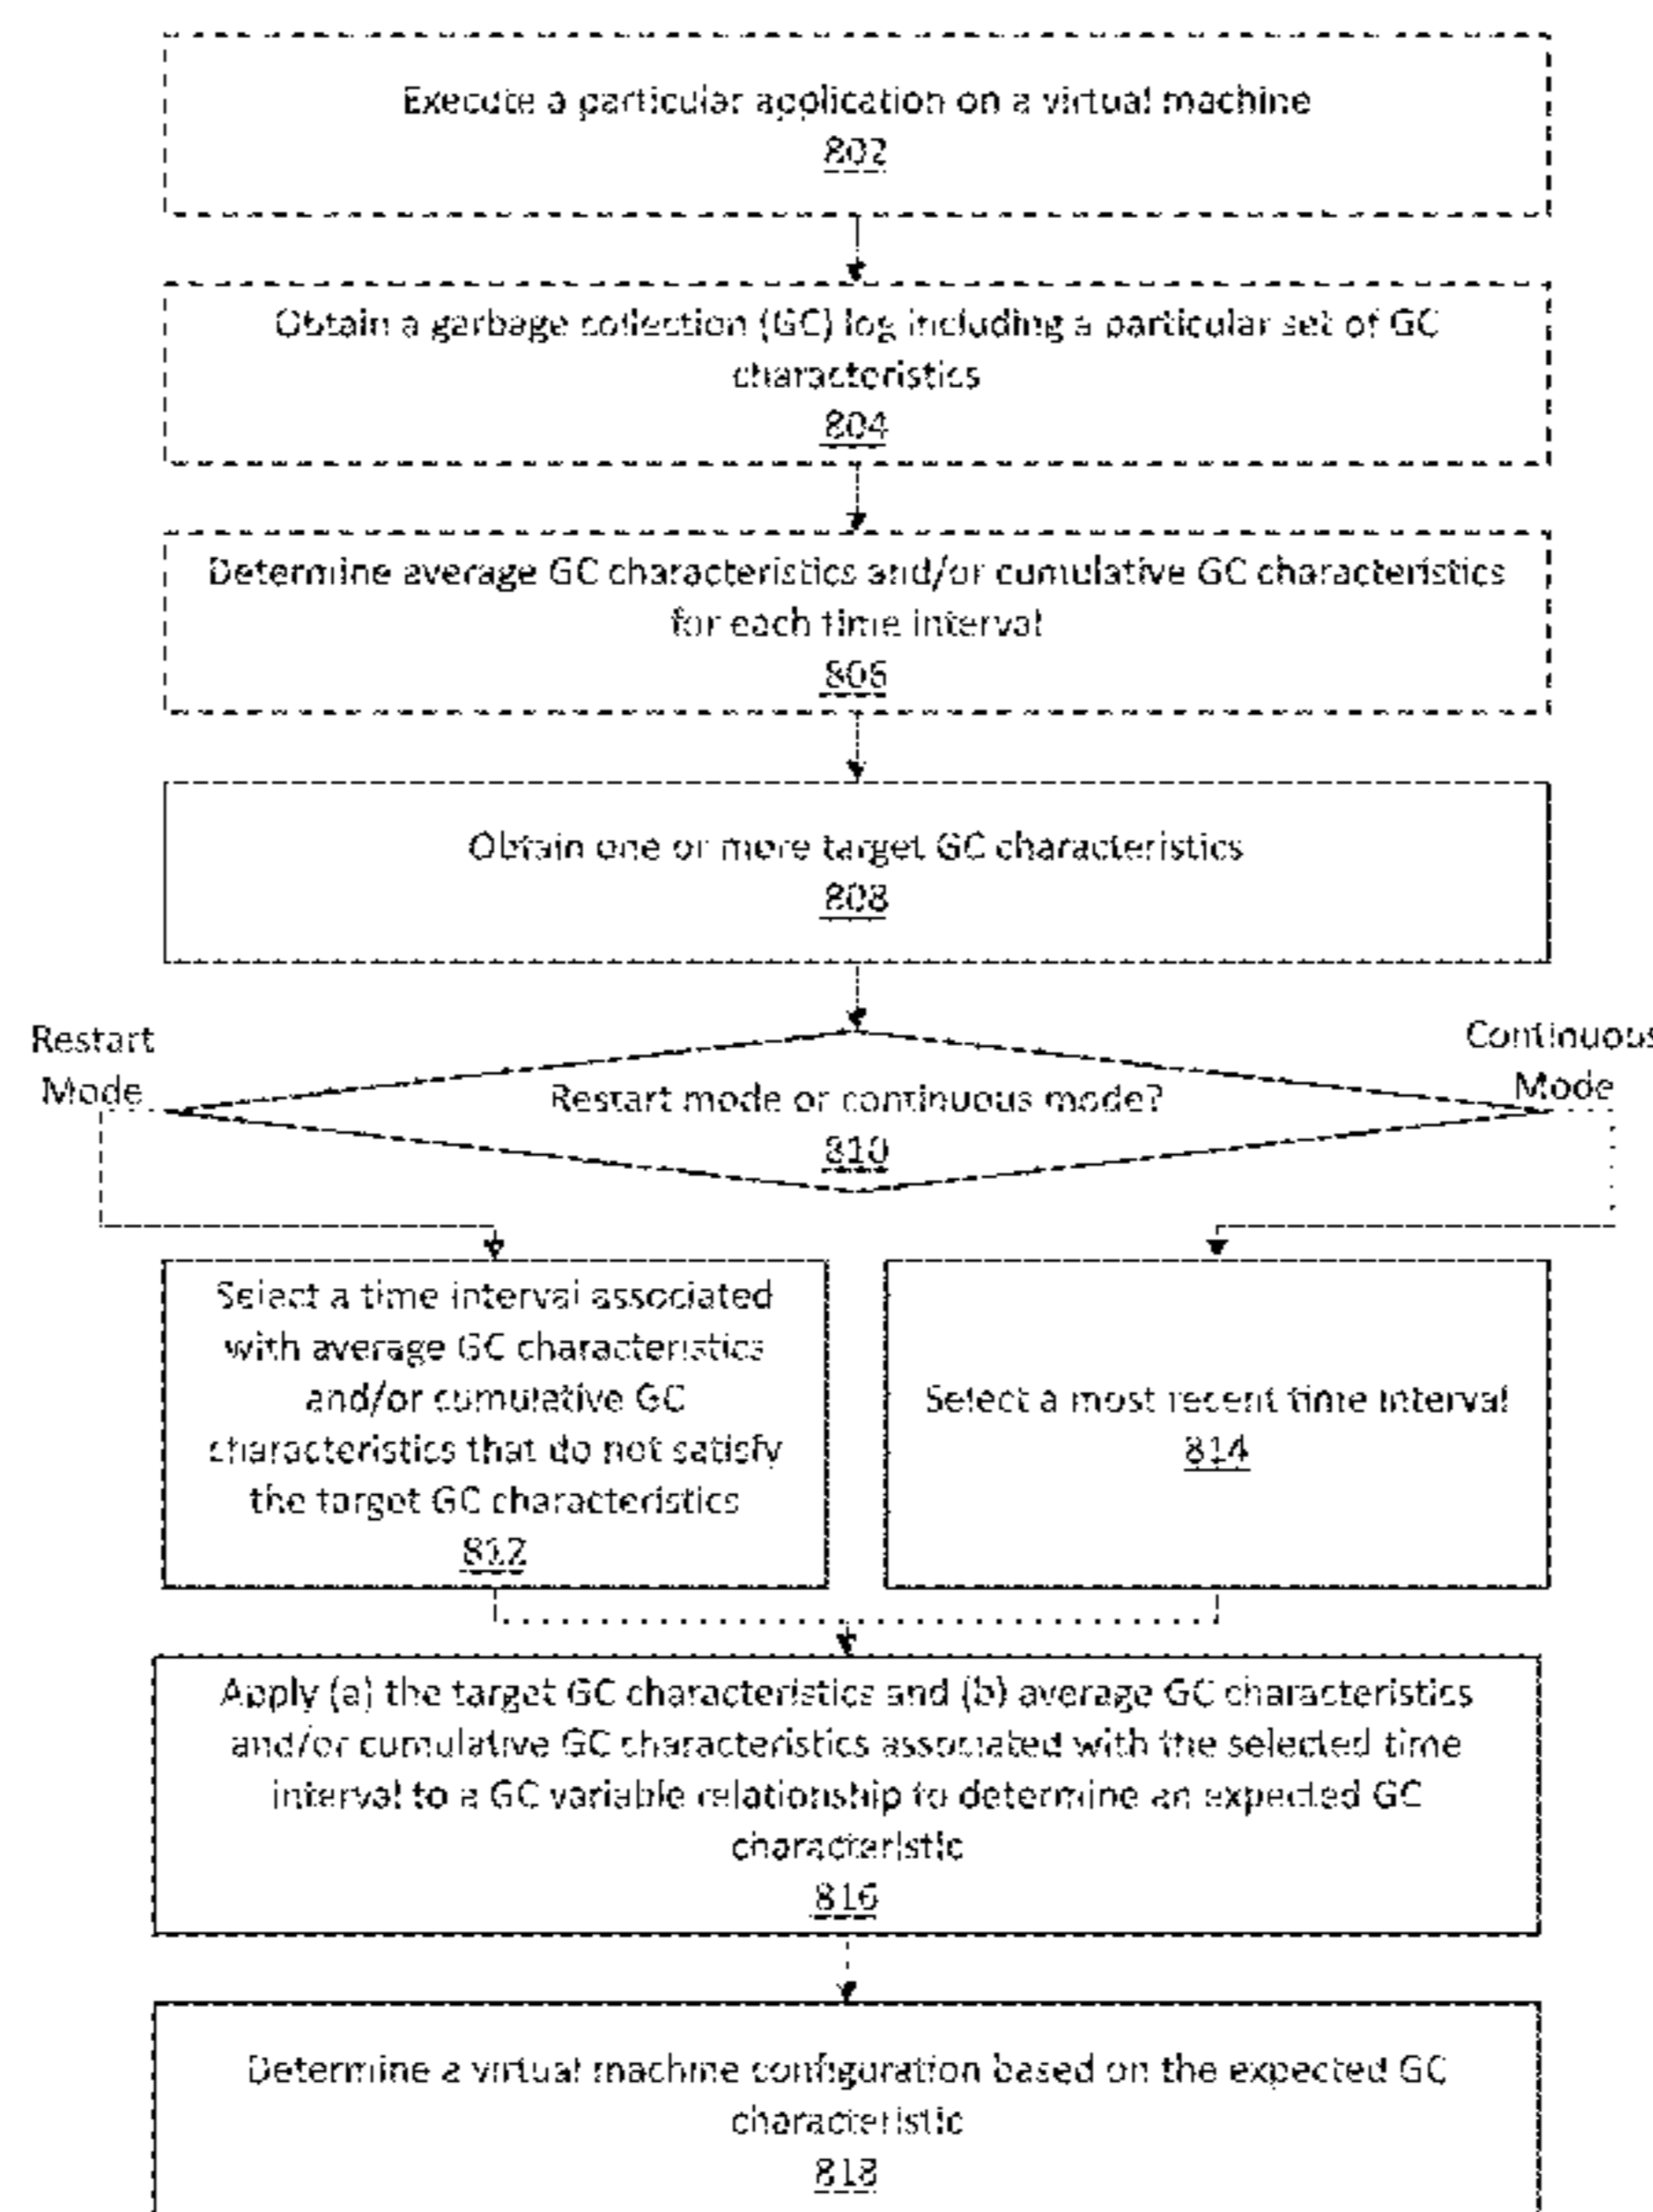 Execute a particular application on a virtual machine
802
Obtain a garbage collection (GC) log including a particular set of GC
characteristics
804
Determine average GC characteristics and/or cumulative GC characteristics
for each time interval
806
Obtain one or more target GC characteristics
808
Restart
Mode
Continuous
Mode
Restart mode or continuous mode?
810
Select a time interval associated
with average GC characteristics
and/or cumulative GC
characteristics that do not satisfy
the target GC characteristics
812
Select a most recent time interval
814
Apply (a) the target GC characteristics and (b) average GC characteristics
and/or cumulative GC characteristics associated with the selected time
interval to a GC variable relationship to determine an expected GC
characteristic
816
Determine a virtual machine configuration based on the expected GC
characteristic
818